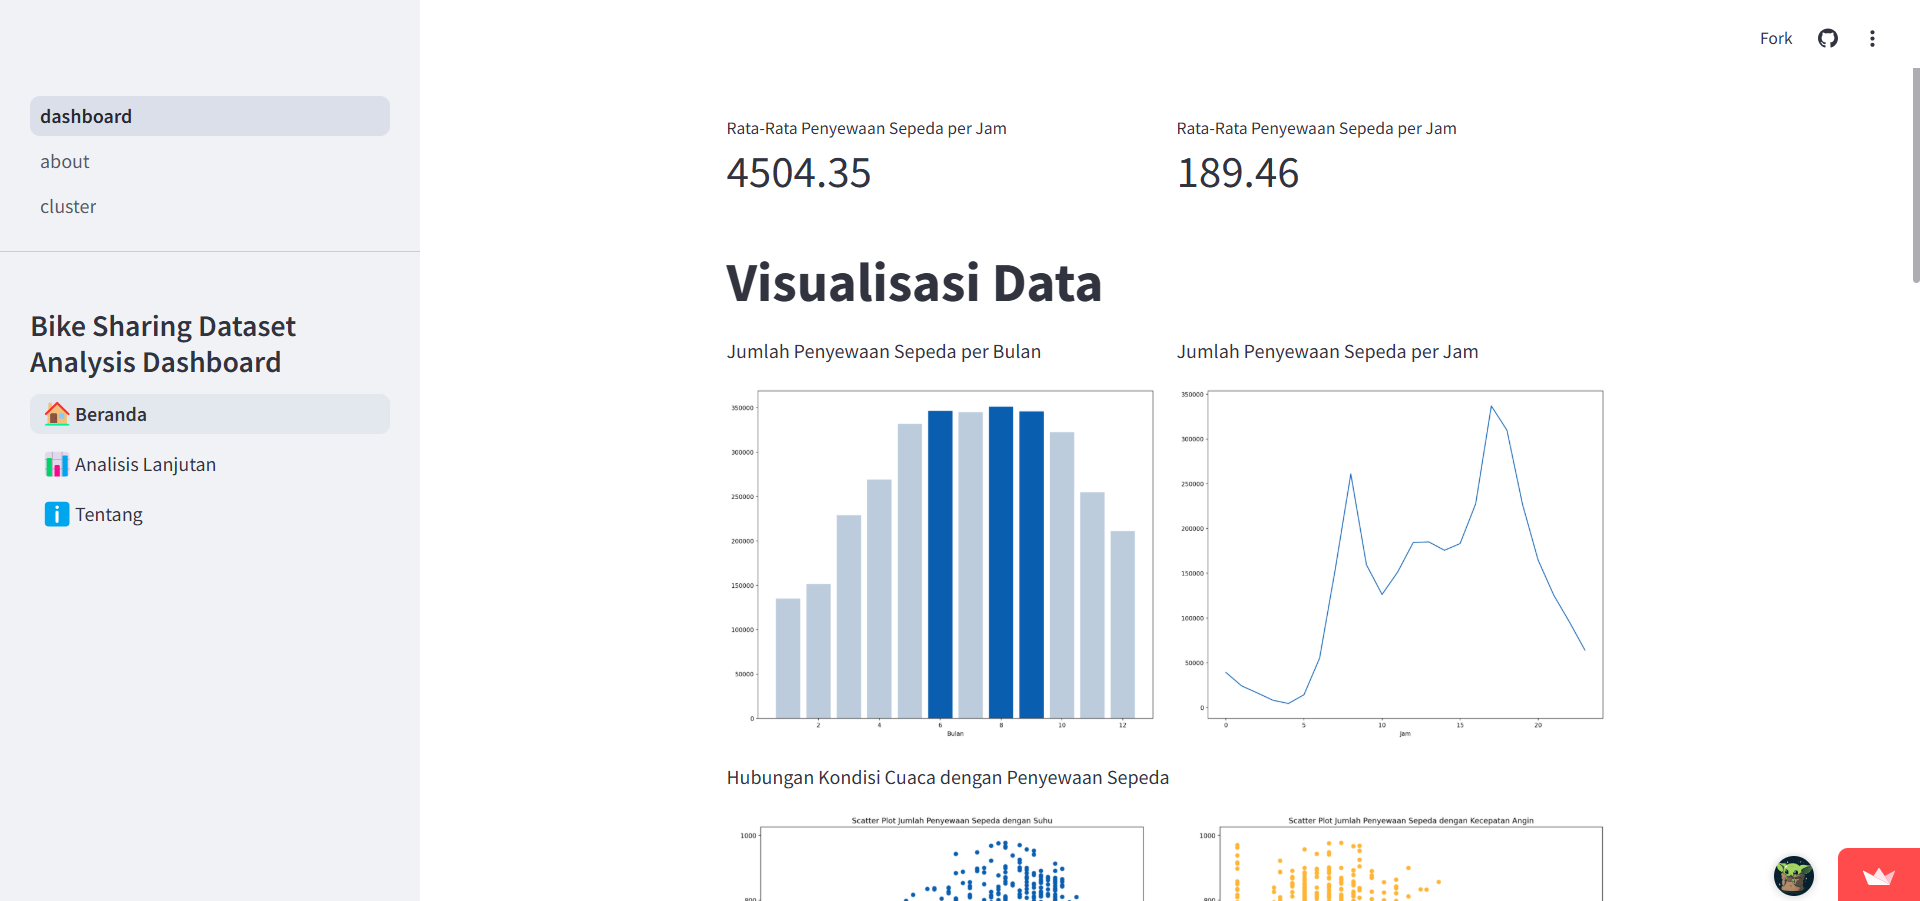 Fork
dashboard
about
cluster
Bike Sharing Dataset
Analysis Dashboard
Beranda
Analisis Lanjutan
Tentang
Rata-Rata Penyewaan Sepeda per Jam
4504.35
Rata-Rata Penyewaan Sepeda per Jam
189.46
Visualisasi Data
Jumlah Penyewaan Sepeda per Bulan
350000
300000
250000
200000
150000
100000
50000
0
2 4 6 8 10 12
Bulan
Jumlah Penyewaan Sepeda per Jam
350000
300000
250000
200000
150000
100000
50000
0
0 5 10 15 20
Jam
Hubungan Kondisi Cuaca dengan Penyewaan Sepeda
Scatter Plot Jumlah Penyewaan Sepeda dengan Suhu
1000
800
Scatter Plot Jumlah Penyewaan Sepeda dengan Kecepatan Angin
1000
800